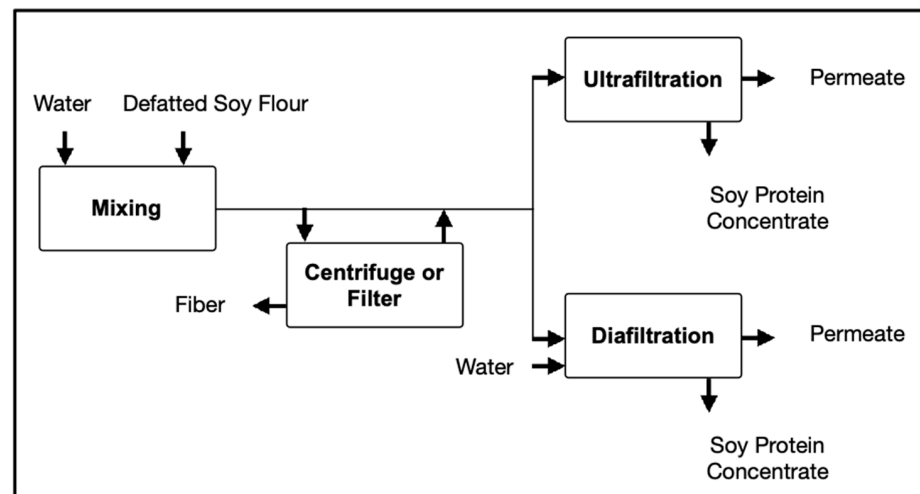 Ultrafiltration
Permeate
Water
Defatted Soy Flour
Mixing
Soy Protein
Concentrate
Centrifuge or
Filter
Fiber
Diafiltration
Permeate
Water
Soy Protein
Concentrate